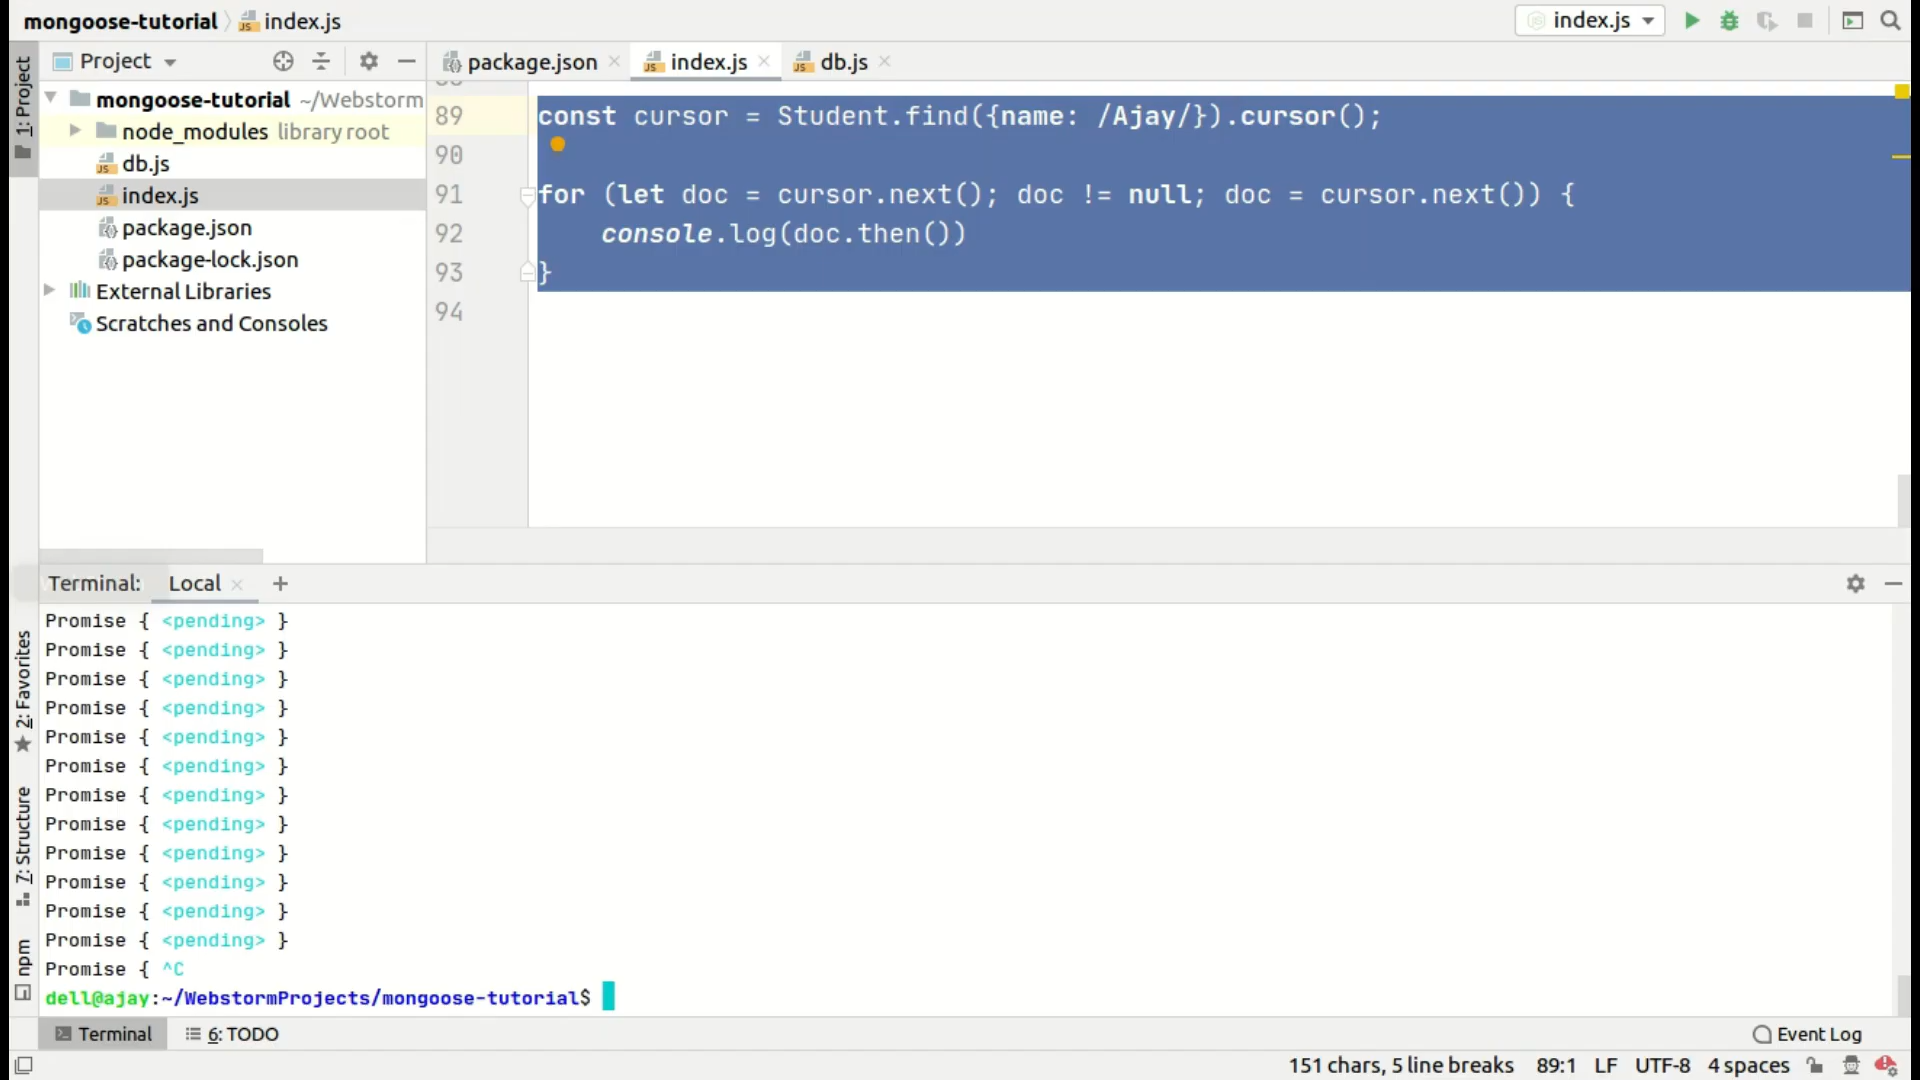 mongoose-tutorial index.js
index.js
1: Project
Project
mongoose-tutorial ~/Webstorm
node_modules library root
db.js
index.js
package.json
package-lock.json
External Libraries
Scratches and Consoles
package.json
index.js
db.js
89 const cursor = Student.find({name: /Ajay/}).cursor();
90
91 for (let doc = cursor.next(); doc != null; doc = cursor.next()) {
92 console.log(doc.then())
93 }
94
Terminal: Local
2: Favorites
7: Structure
npm
Promise { <pending> }
Promise { <pending> }
Promise { <pending> }
Promise { <pending> }
Promise { <pending> }
Promise { <pending> }
Promise { <pending> }
Promise { <pending> }
Promise { <pending> }
Promise { <pending> }
Promise { <pending> }
Promise { <pending> }
Promise { ^C
dell@ajay:~/WebstormProjects/mongoose-tutorial$
Terminal 6: TODO
Event Log
151 chars, 5 line breaks 89:1 LF UTF-8 4 spaces